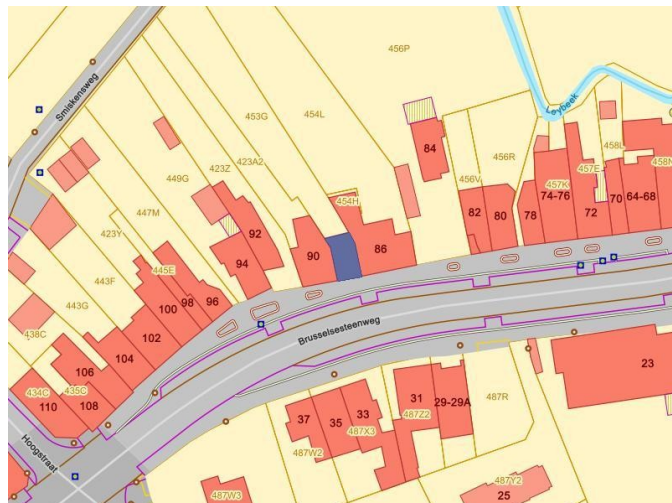 456P
Smiskensweg
Leybeek
453G
454L
84
458L
423Z
423A2
456R
457E
458N
449G
456V
457K
74-76
454H
447M
82
80
78
72
70
64-68
92
90
86
423Y
94
445E
443F
100
98
96
443G
102
Brusselsesteenweg
438C
104
106
23
434C
435C
31
110
108
29-29A
487R
37
35
33
487Z2
487X3
Hoogstraat
487W2
487Y2
487W3
25